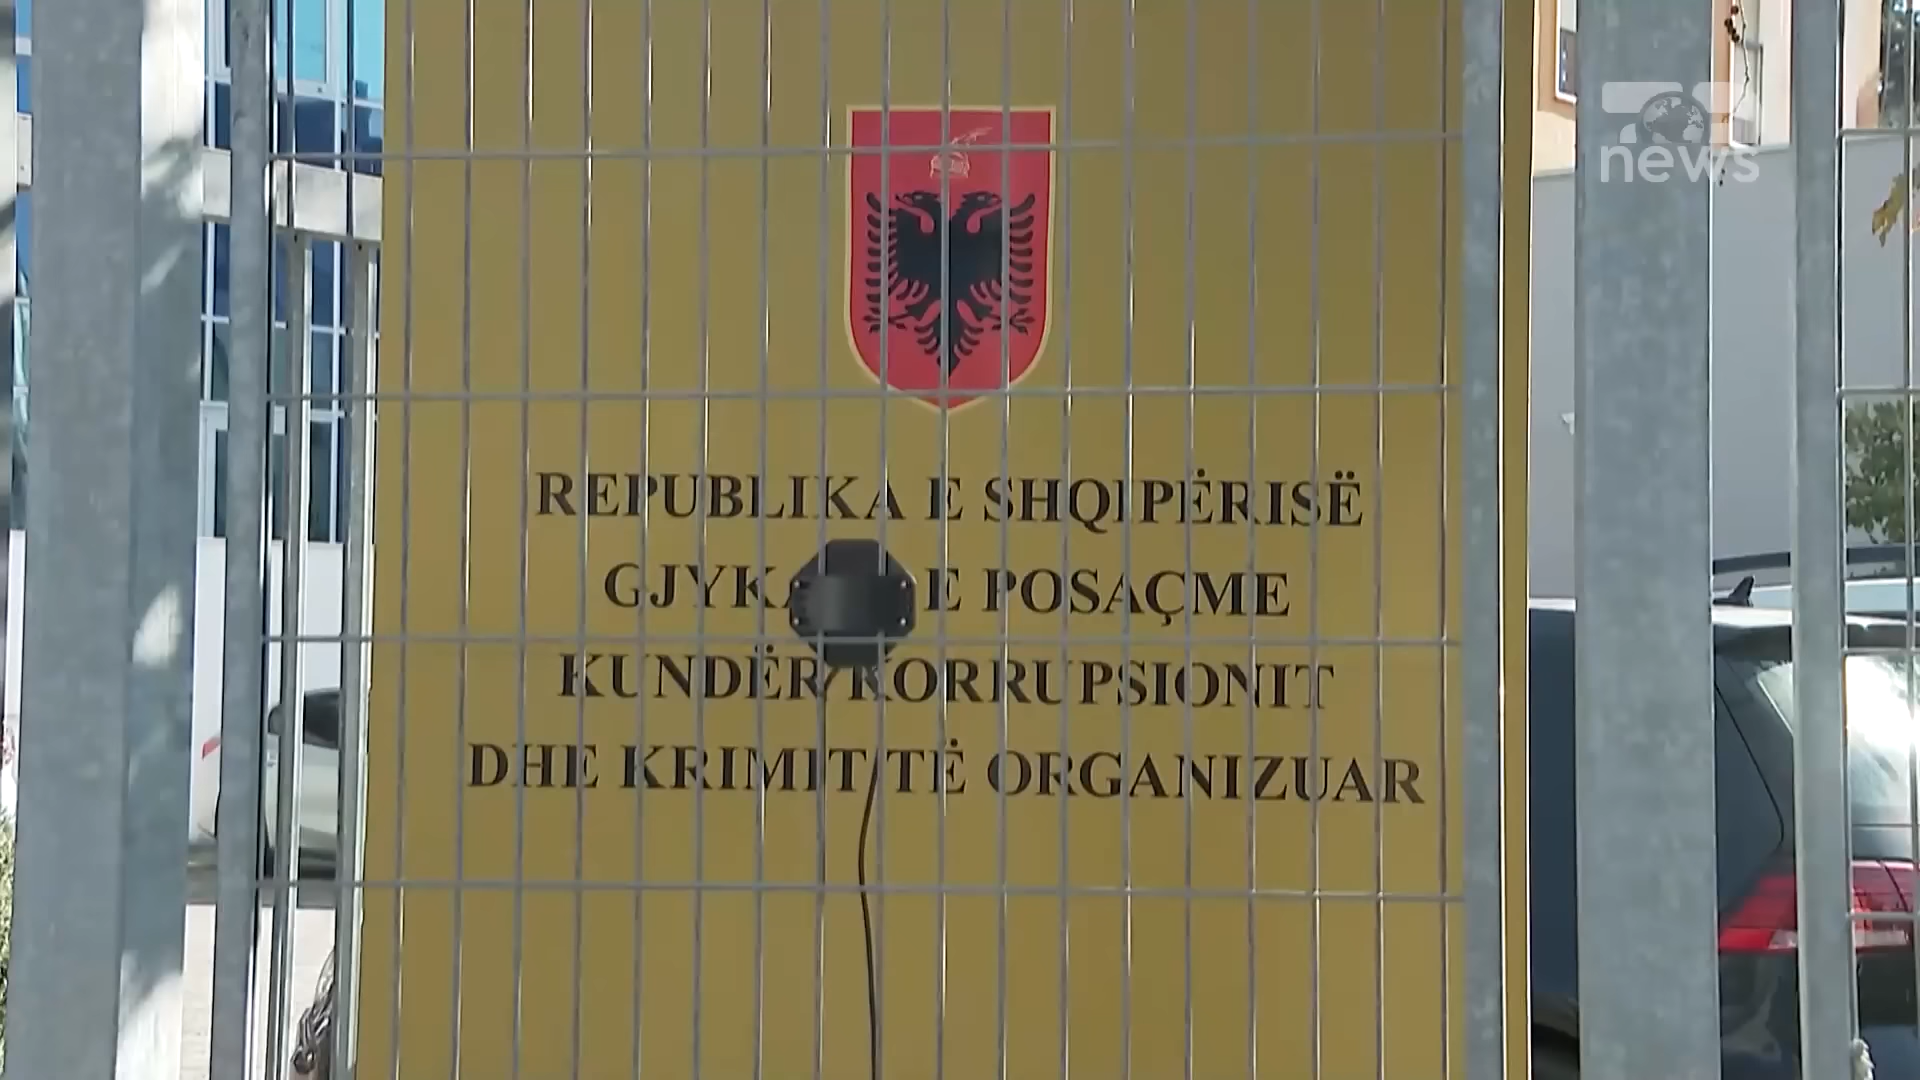 news
REPUBLIKA E SHQIPËRISË
E POSAÇME
KUNDËR KORRUPSIONIT
DHE KRIMIT TË ORGANIZUAR